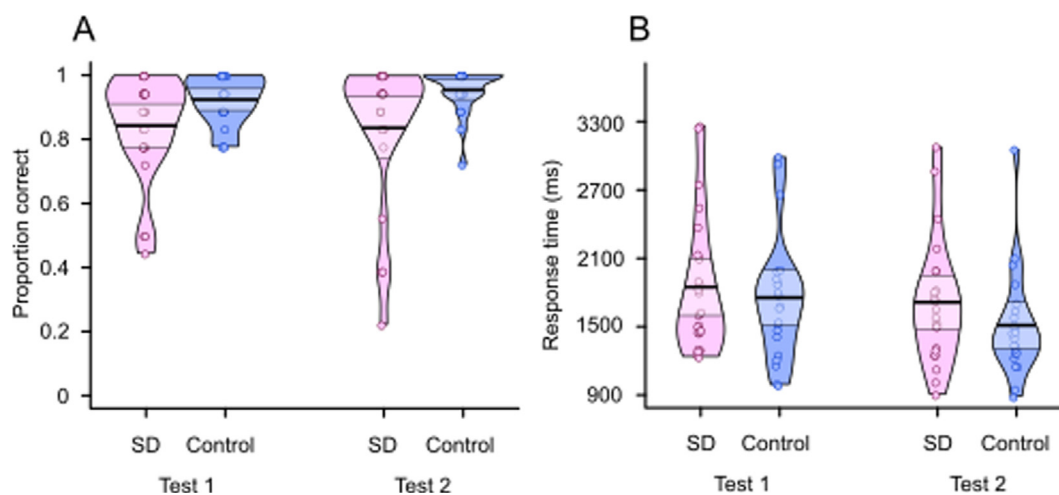 A
Proportion correct
1
0.8
0.6
0.4
0.2
0
SD Control SD Control
Test 1 Test 2
B
Response time (ms)
3300
2700
2100
1500
900
SD Control SD Control
Test 1 Test 2